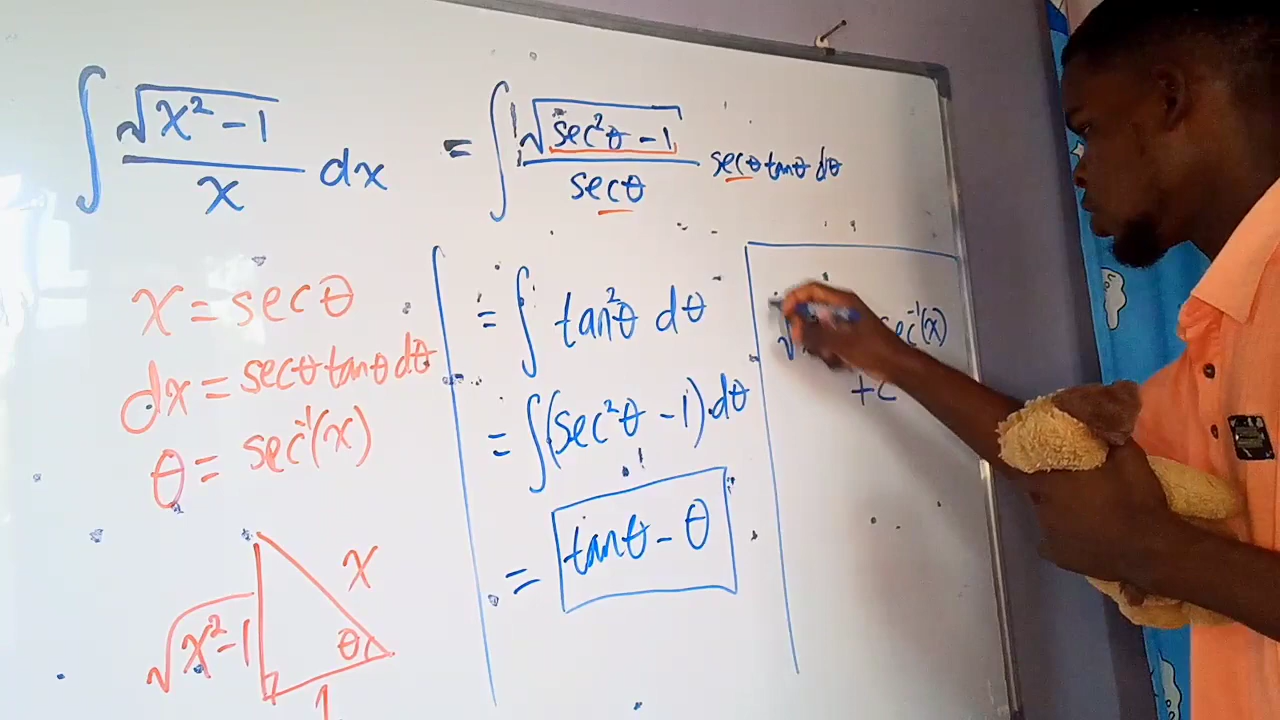 ∫ √(x² - 1) / x dx = ∫ √(sec²θ - 1) / secθ secθ tanθ dθ
x = secθ
dx = secθ tanθ dθ
θ = sec⁻¹(x)
x
√(x² - 1)
θ
1
= ∫ tan²θ dθ
= ∫ (sec²θ - 1) · dθ
= tanθ - θ
√ sec⁻¹(x)
+ c